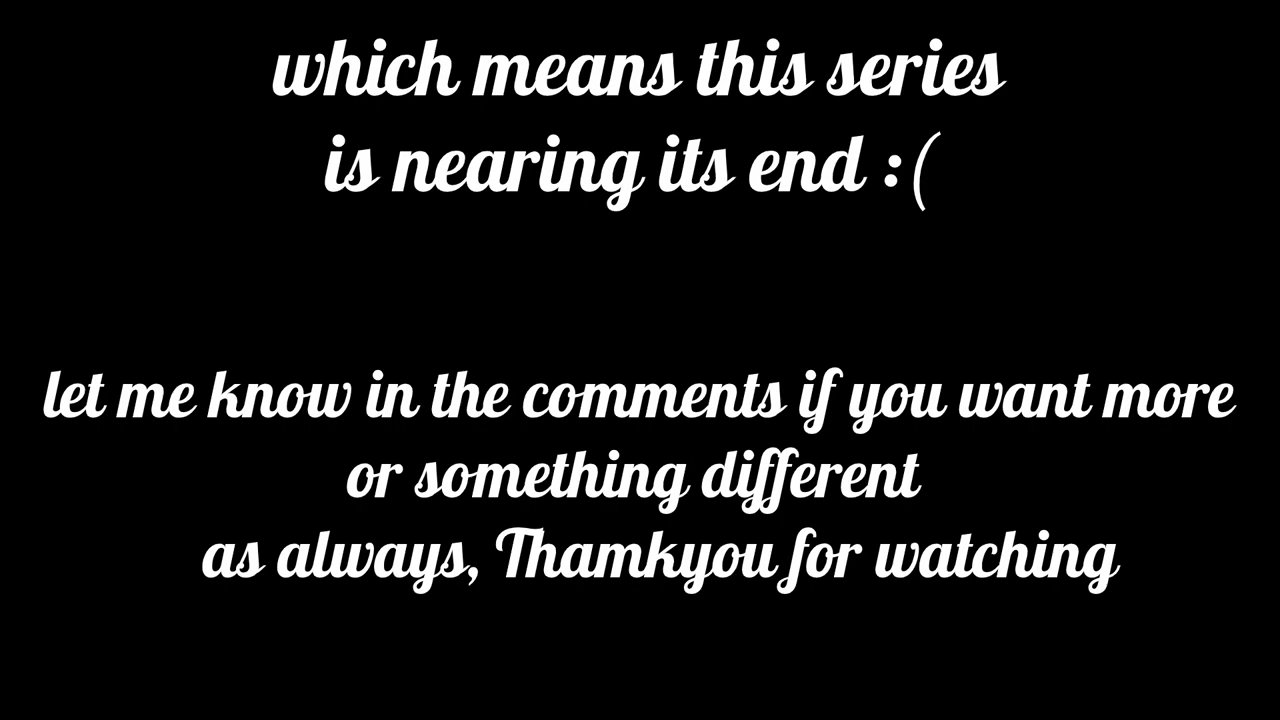 which means this series
is nearing its end :(
let me know in the comments if you want more
or something different
as always, Thamkyou for watching